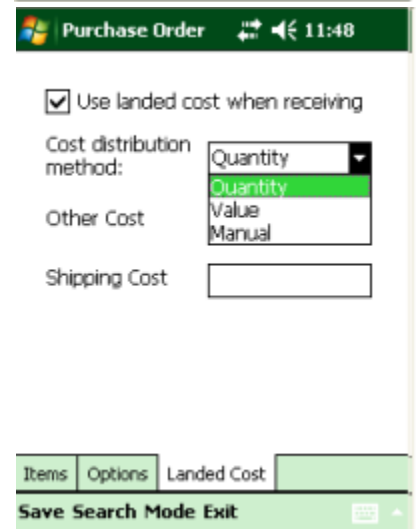 Purchase Order 11:48
Use landed cost when receiving
Cost distribution
method:
Quantity
Quantity
Value
Manual
Other Cost
Shipping Cost
Items Options Landed Cost
Save Search Mode Exit